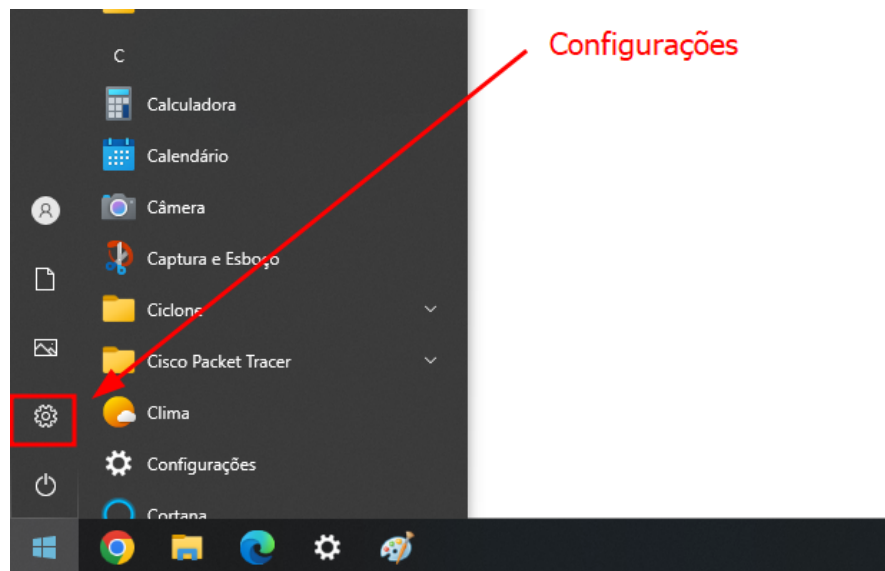 Configurações
C
Calculadora
Calendário
Câmera
Captura e Esboço
Ciclone
Cisco Packet Tracer
Clima
Configurações
Cortana